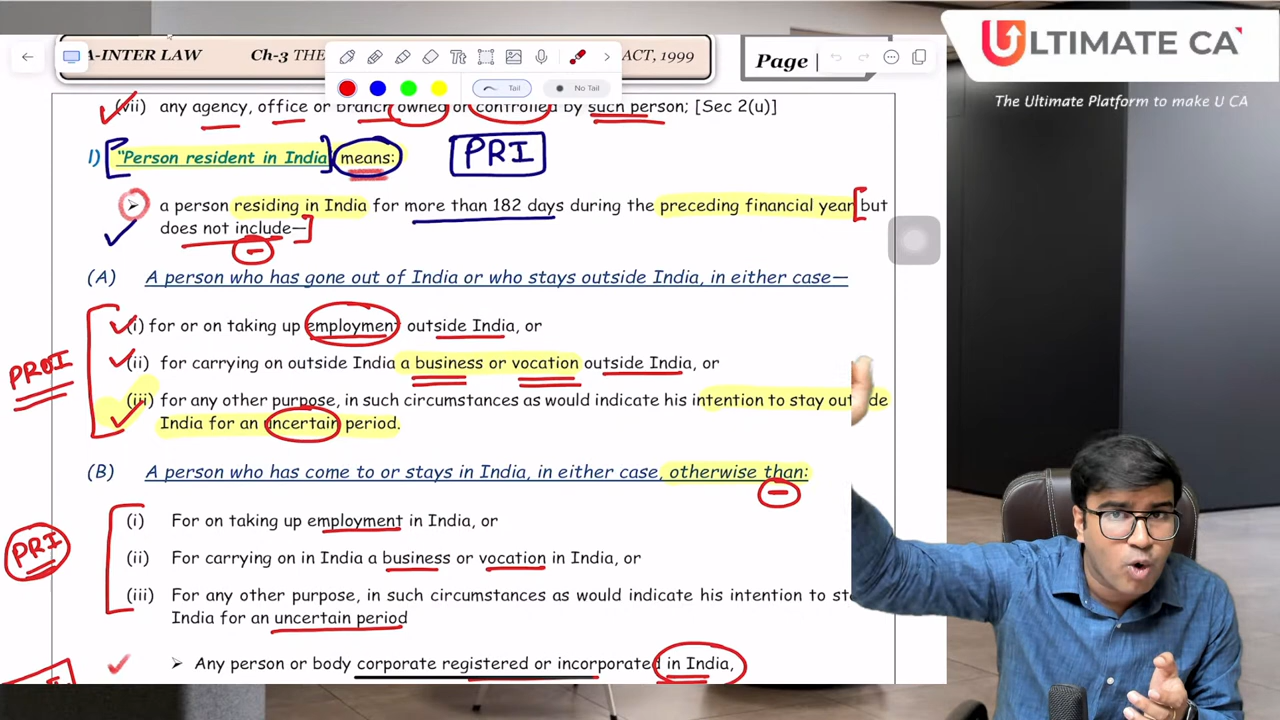 A-INTER LAW Ch-3 THE ACT, 1999
Page |
ULTIMATE CA
The Ultimate Platform to make U CA
Tail No Tail
(vii) any agency, office or branch owned or controlled by such person; [Sec 2(u)]
l) "Person resident in India" means: PRI
➤ a person residing in India for more than 182 days during the preceding financial year but
does not include—
(A) A person who has gone out of India or who stays outside India, in either case—
(i) for or on taking up employment outside India, or
PROI
(ii) for carrying on outside India a business or vocation outside India, or
(iii) for any other purpose, in such circumstances as would indicate his intention to stay outside
India for an uncertain period.
(B) A person who has come to or stays in India, in either case, otherwise than:
(i) For on taking up employment in India, or
PRI
(ii) For carrying on in India a business or vocation in India, or
(iii) For any other purpose, in such circumstances as would indicate his intention to
India for an uncertain period
➤ Any person or body corporate registered or incorporated in India,